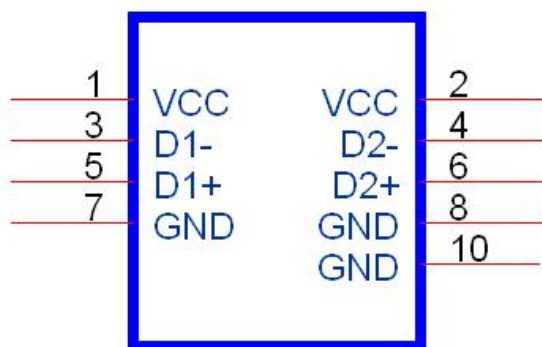 1 VCC VCC 2
3 D1- D2- 4
5 D1+ D2+ 6
7 GND GND 8
GND 10